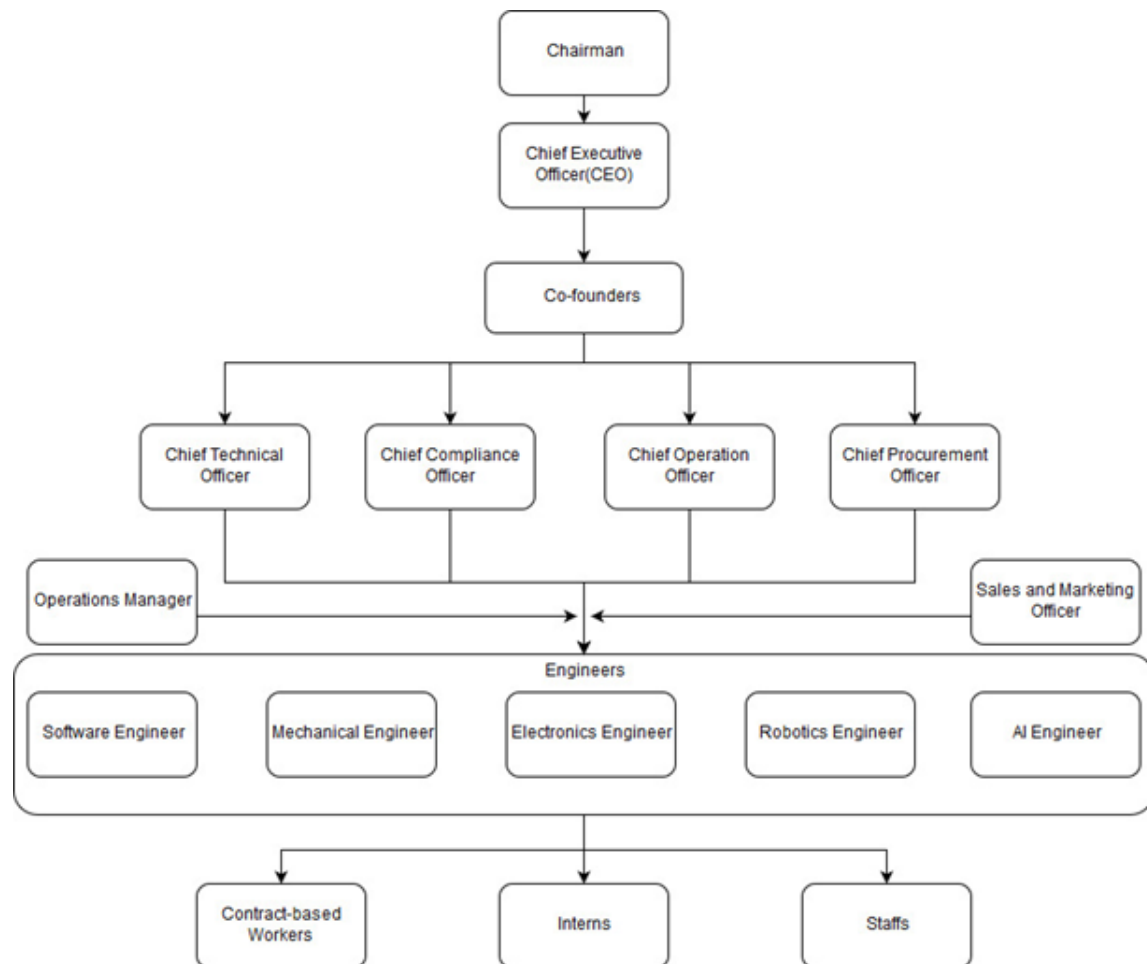 Chairman
Chief Executive
Officer(CEO)
Co-founders
Chief Technical
Officer
Chief Compliance
Officer
Chief Operation
Officer
Chief Procurement
Officer
Operations Manager
Sales and Marketing
Officer
Engineers
Software Engineer
Mechanical Engineer
Electronics Engineer
Robotics Engineer
AI Engineer
Contract-based
Workers
Interns
Staffs